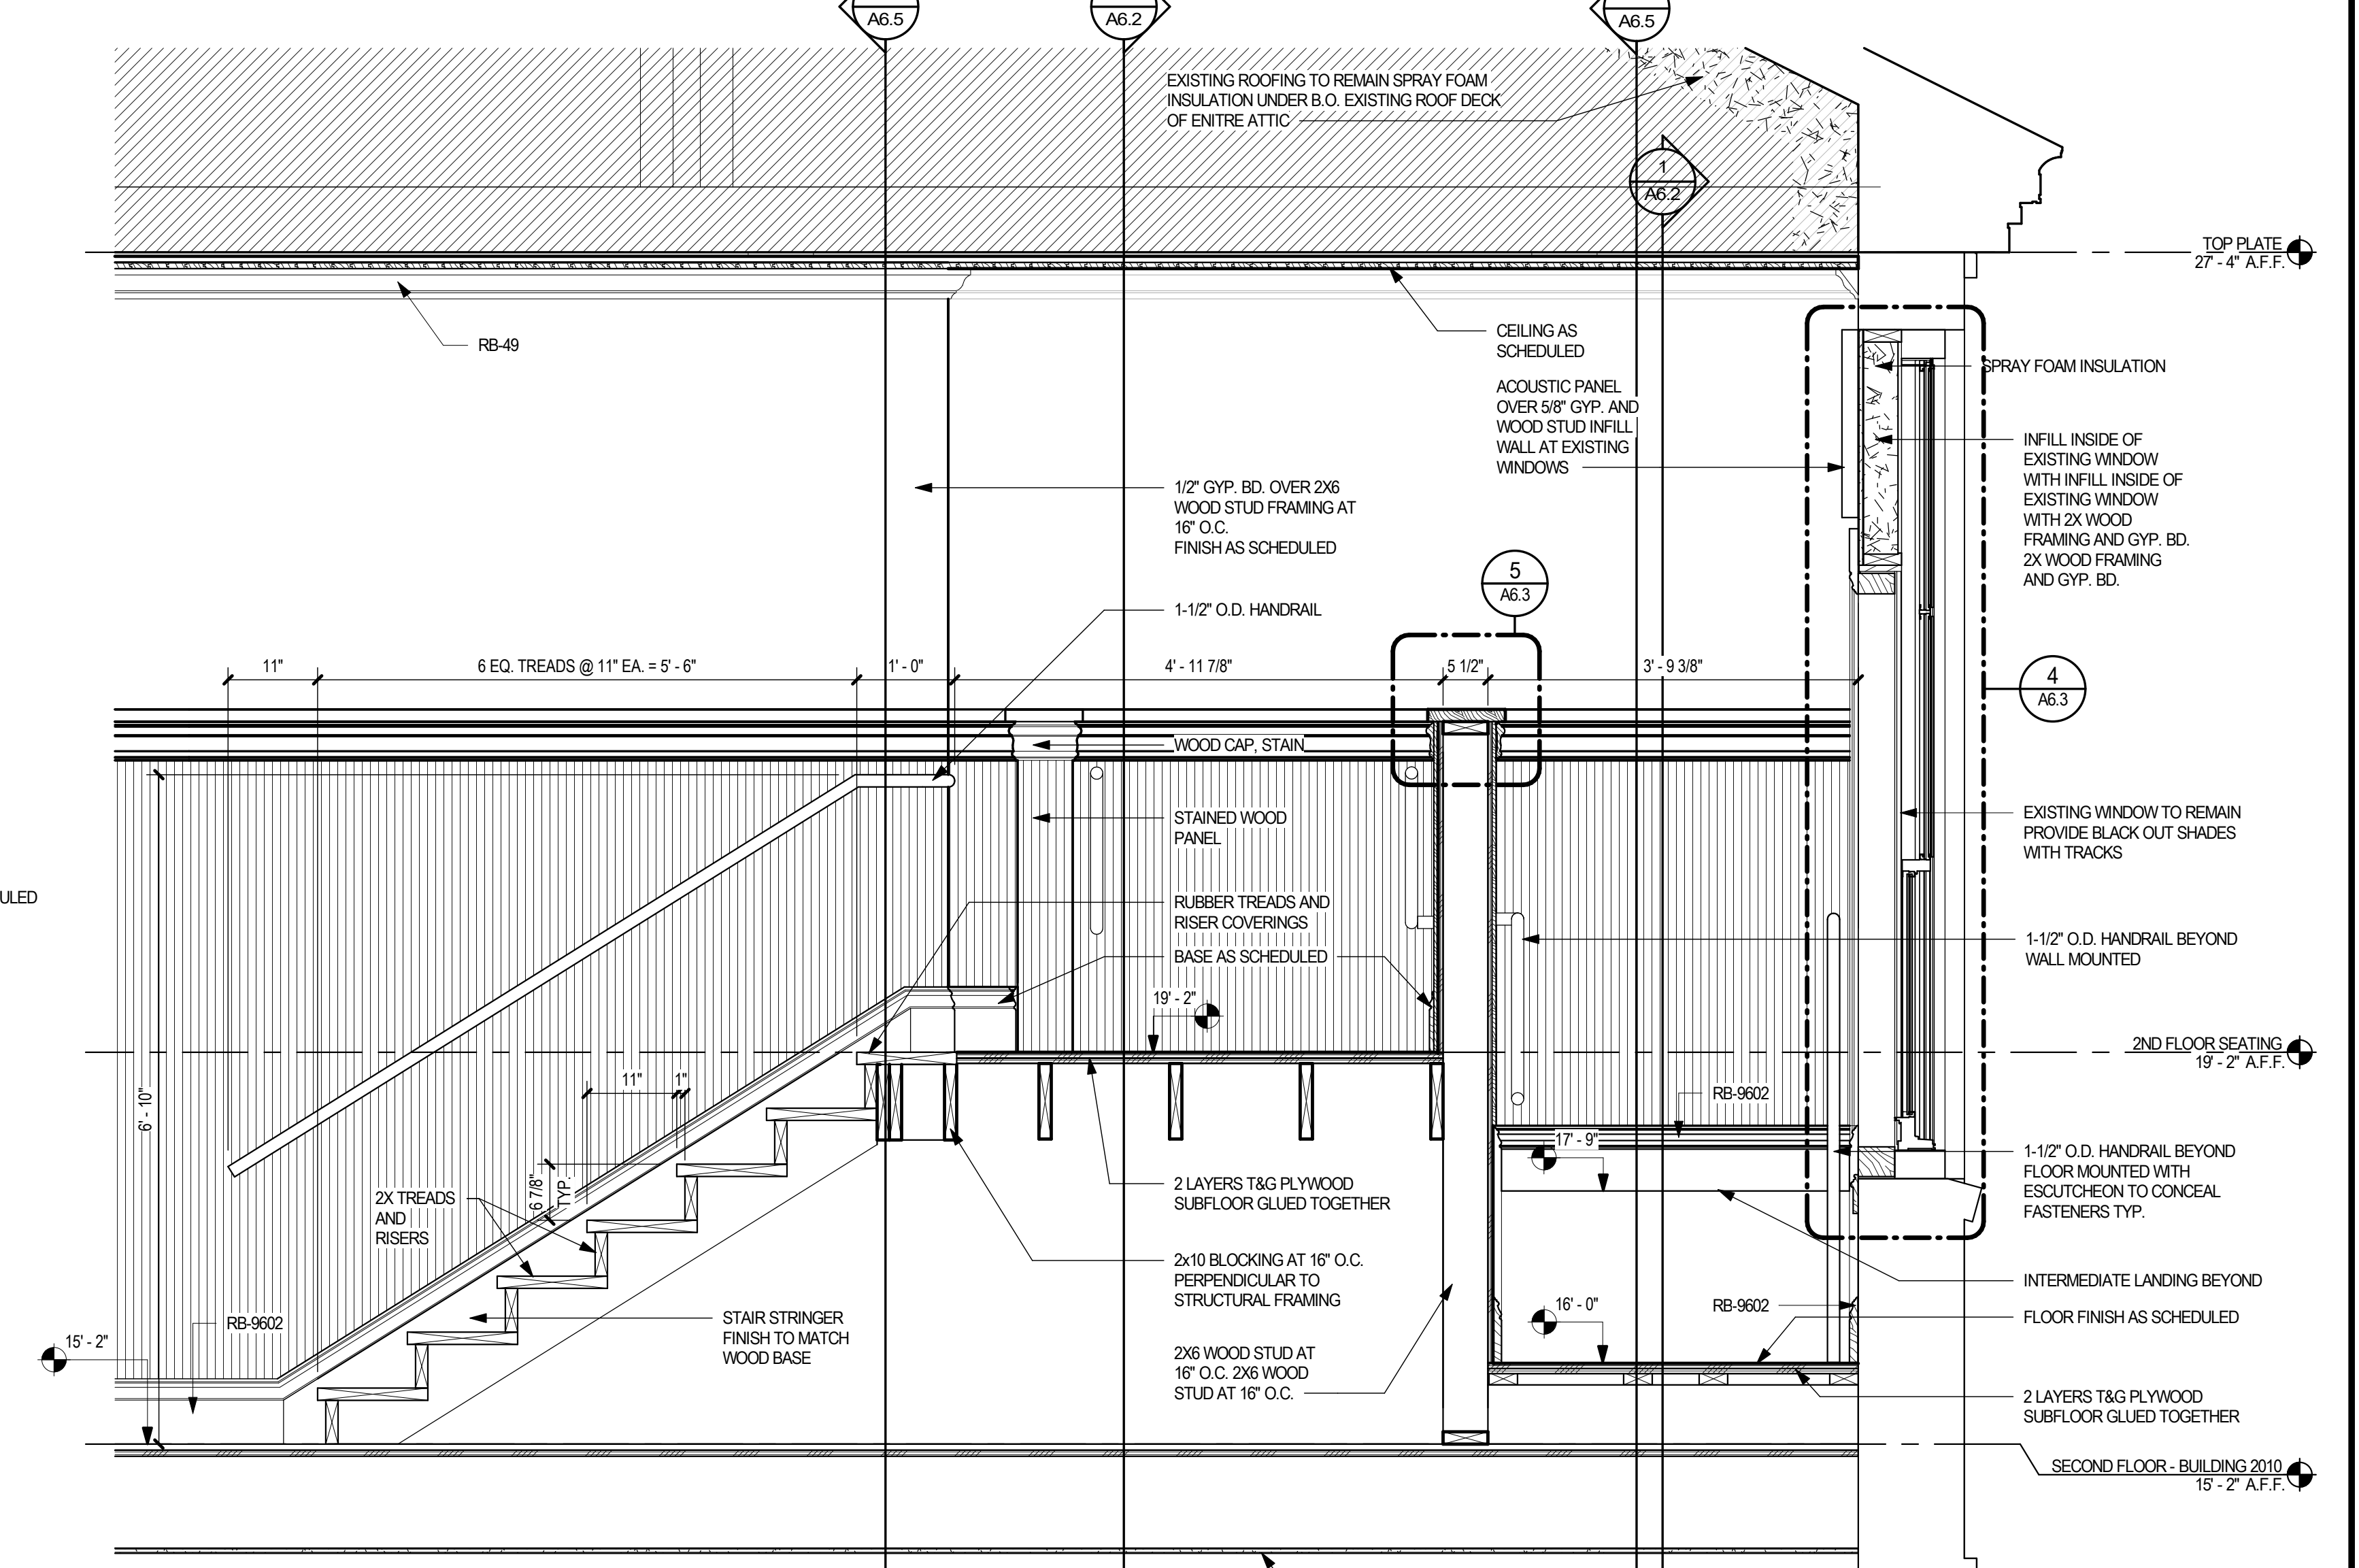 A6.5
A6.2
A6.5
EXISTING ROOFING TO REMAIN SPRAY FOAM
INSULATION UNDER B.O. EXISTING ROOF DECK
OF ENITRE ATTIC
1
A6.2
TOP PLATE
27' - 4" A.F.F.
RB-49
CEILING AS
SCHEDULED
ACOUSTIC PANEL
OVER 5/8" GYP. AND
WOOD STUD INFILL
WALL AT EXISTING
WINDOWS
SPRAY FOAM INSULATION
INFILL INSIDE OF
EXISTING WINDOW
WITH INFILL INSIDE OF
EXISTING WINDOW
WITH 2X WOOD
FRAMING AND GYP. BD.
2X WOOD FRAMING
AND GYP. BD.
1/2" GYP. BD. OVER 2X6
WOOD STUD FRAMING AT
16" O.C.
FINISH AS SCHEDULED
5
A6.3
1-1/2" O.D. HANDRAIL
11"
6 EQ. TREADS @ 11" EA. = 5' - 6"
1' - 0"
4' - 11 7/8"
5 1/2"
3' - 9 3/8"
4
A6.3
WOOD CAP, STAIN
STAINED WOOD
PANEL
EXISTING WINDOW TO REMAIN
PROVIDE BLACK OUT SHADES
WITH TRACKS
ULED
RUBBER TREADS AND
RISER COVERINGS
BASE AS SCHEDULED
1-1/2" O.D. HANDRAIL BEYOND
WALL MOUNTED
19' - 2"
2ND FLOOR SEATING
19' - 2" A.F.F.
6' - 10"
11"
1"
RB-9602
17' - 9"
1-1/2" O.D. HANDRAIL BEYOND
FLOOR MOUNTED WITH
ESCUTCHEON TO CONCEAL
FASTENERS TYP.
6 7/8"
TYP.
2X TREADS
AND
RISERS
2 LAYERS T&G PLYWOOD
SUBFLOOR GLUED TOGETHER
2x10 BLOCKING AT 16" O.C.
PERPENDICULAR TO
STRUCTURAL FRAMING
INTERMEDIATE LANDING BEYOND
16' - 0"
RB-9602
FLOOR FINISH AS SCHEDULED
RB-9602
15' - 2"
STAIR STRINGER
FINISH TO MATCH
WOOD BASE
2X6 WOOD STUD AT
16" O.C. 2X6 WOOD
STUD AT 16" O.C.
2 LAYERS T&G PLYWOOD
SUBFLOOR GLUED TOGETHER
SECOND FLOOR - BUILDING 2010
15' - 2" A.F.F.